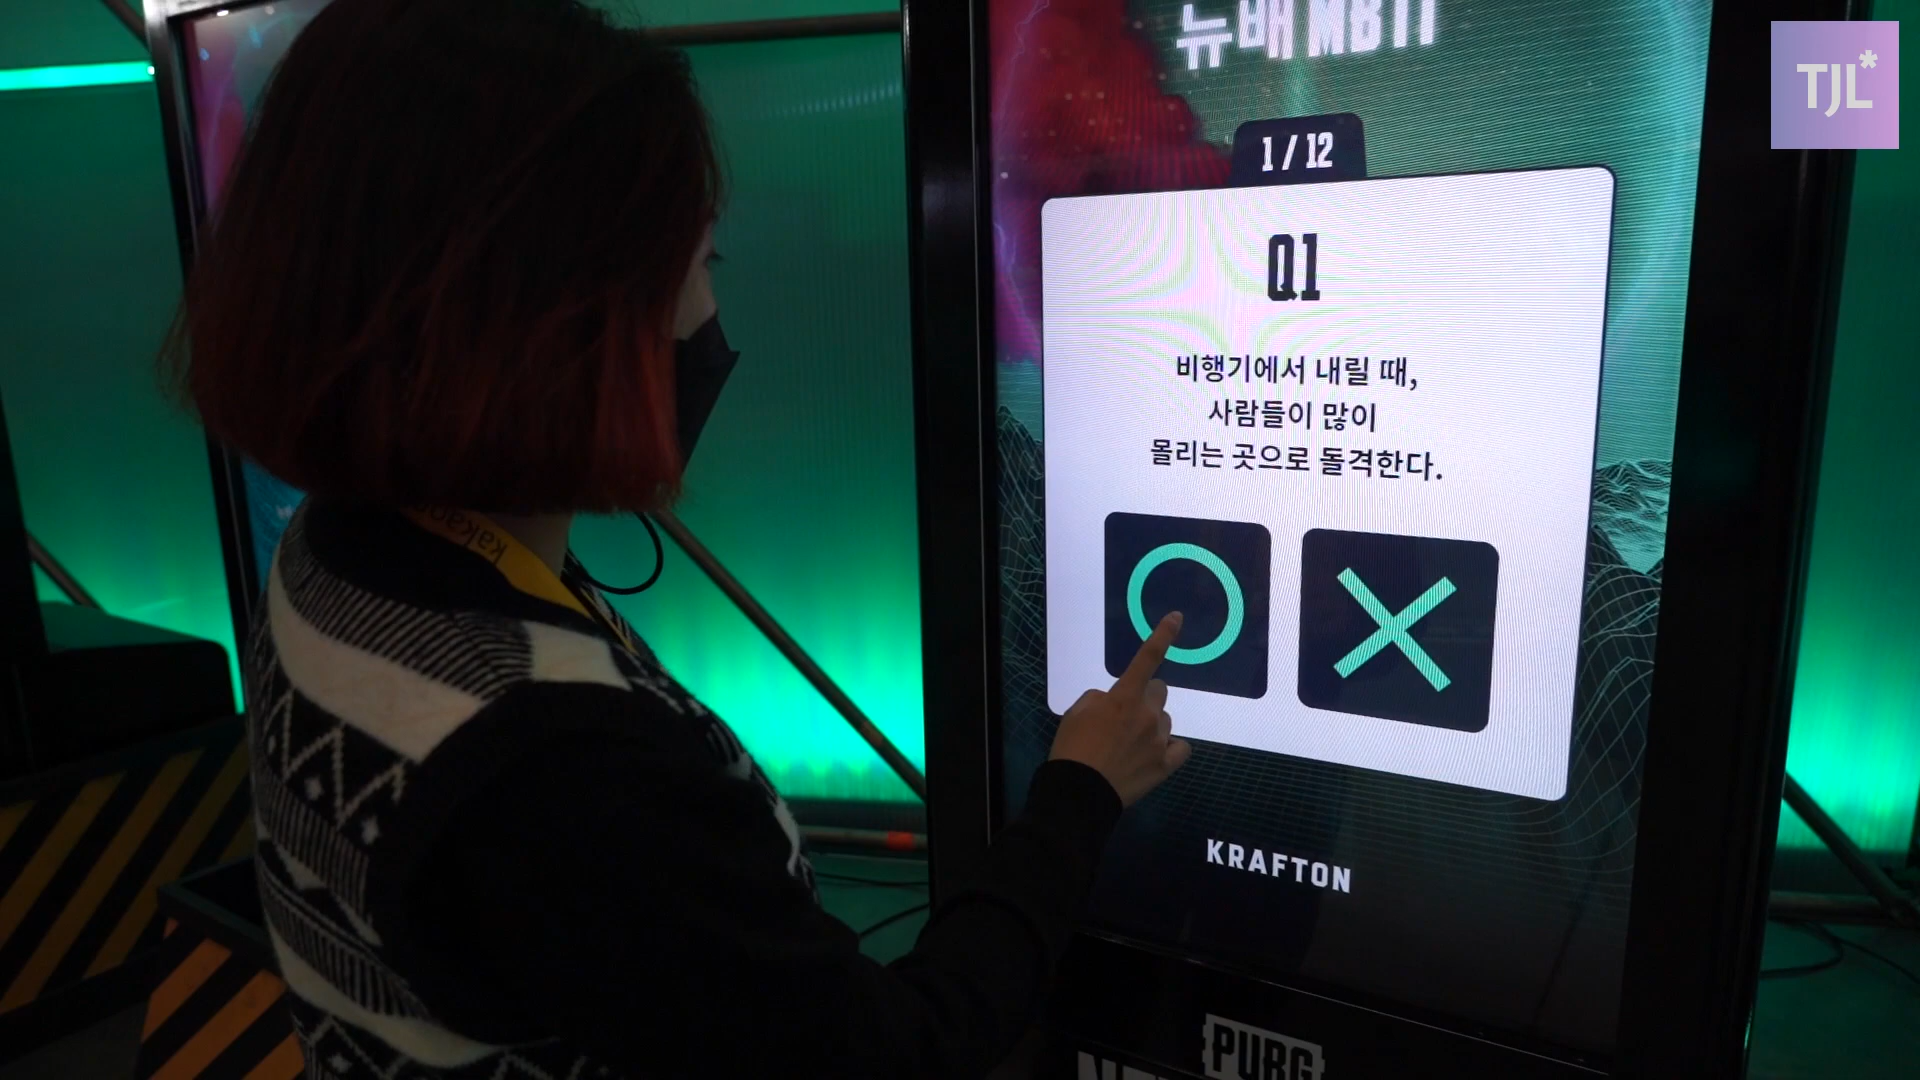 뉴배 MBTI
TJL*
1 / 12
Q1
비행기에서 내릴 때,
사람들이 많이
몰리는 곳으로 돌격한다.
KRAFTON
PUBG